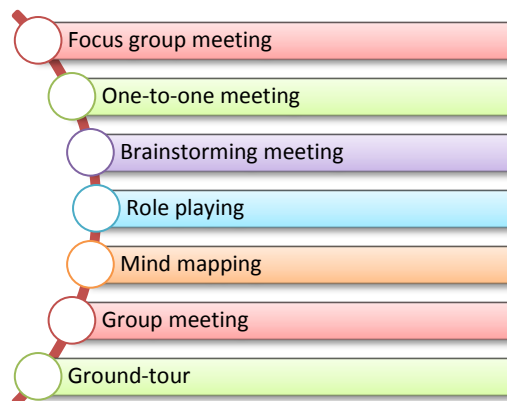 Focus group meeting
One-to-one meeting
Brainstorming meeting
Role playing
Mind mapping
Group meeting
Ground-tour